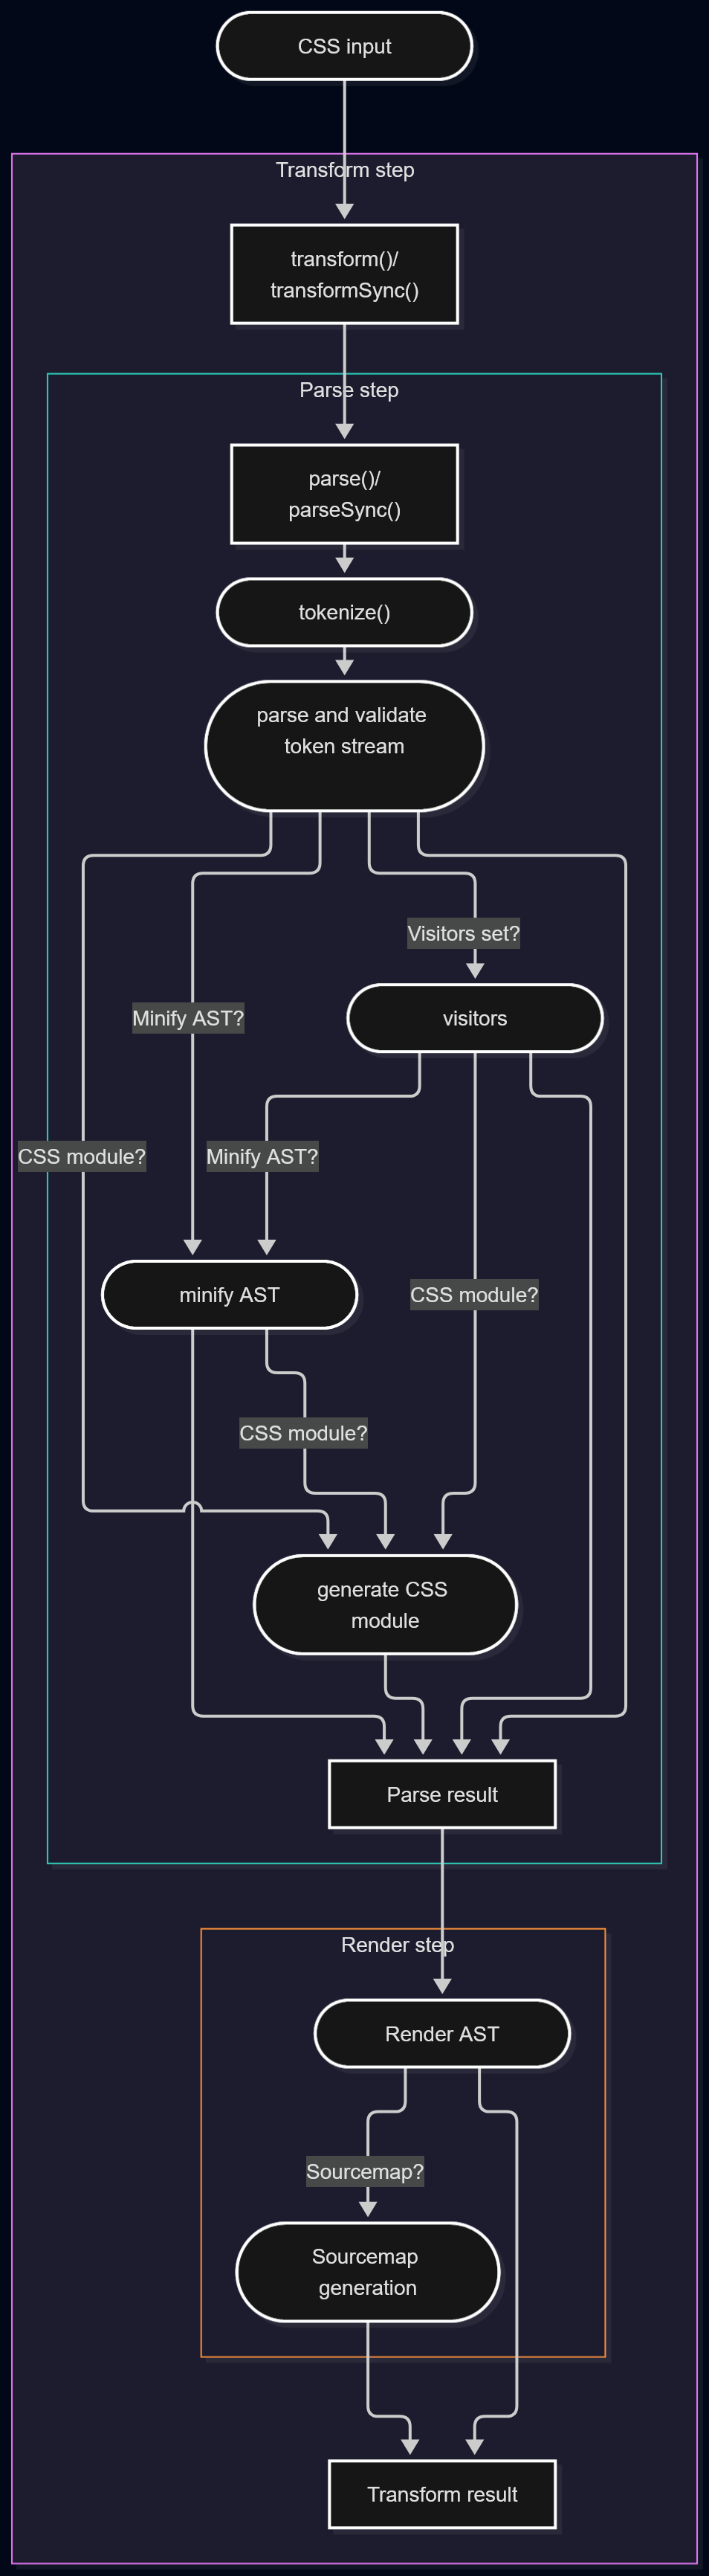 CSS input
Transform step
transform()/
transformSync()
Parse step
parse()/
parseSync()
tokenize()
parse and validate
token stream
Visitors set?
Minify AST?
visitors
CSS module?
Minify AST?
minify AST
CSS module?
CSS module?
generate CSS
module
Parse result
Render step
Render AST
Sourcemap?
Sourcemap
generation
Transform result